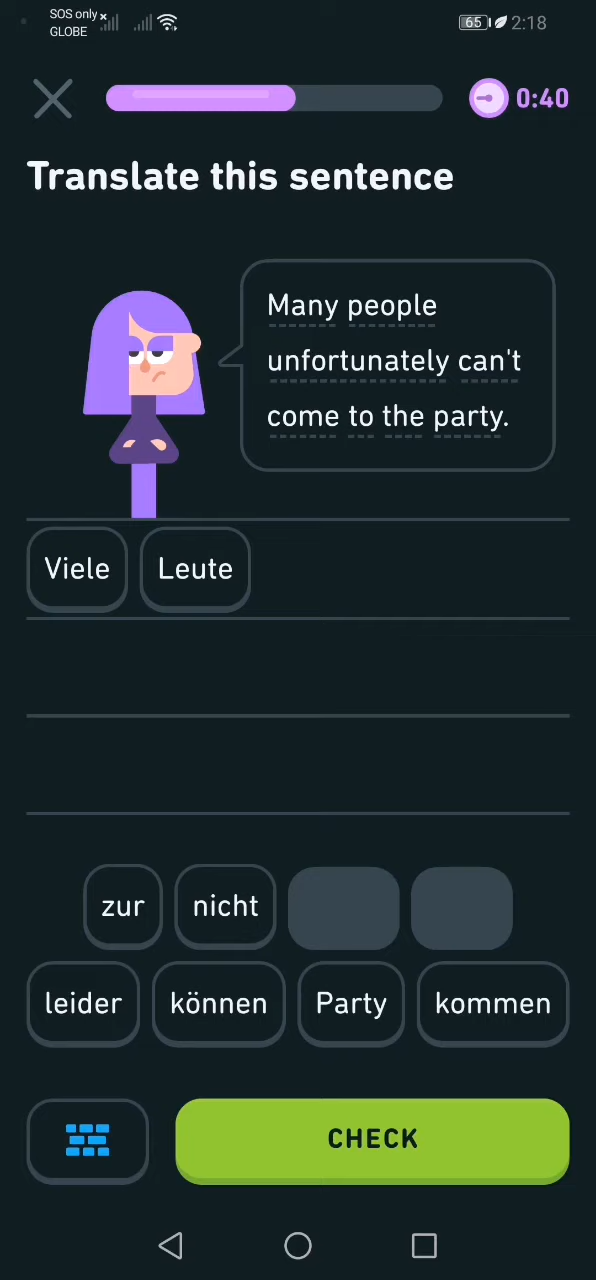 SOS only
GLOBE
65 2:18
0:40
Translate this sentence
Many people
unfortunately can't
come to the party.
Viele Leute
zur nicht
leider können Party kommen
CHECK